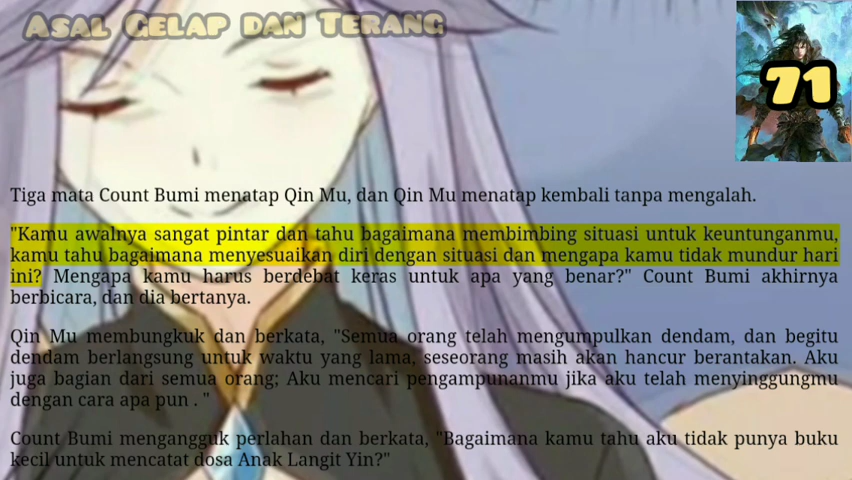 Asal Gelap dan Terang
71
Tiga mata Count Bumi menatap Qin Mu, dan Qin Mu menatap kembali tanpa mengalah.
"Kamu awalnya sangat pintar dan tahu bagaimana membimbing situasi untuk keuntunganmu,
kamu tahu bagaimana menyesuaikan diri dengan situasi dan mengapa kamu tidak mundur hari
ini? Mengapa kamu harus berdebat keras untuk apa yang benar?" Count Bumi akhirnya
berbicara, dan dia bertanya.
Qin Mu membungkuk dan berkata, "Semua orang telah mengumpulkan dendam, dan begitu
dendam berlangsung untuk waktu yang lama, seseorang masih akan hancur berantakan. Aku
juga bagian dari semua orang; Aku mencari pengampunanmu jika aku telah menyinggungmu
dengan cara apa pun . "
Count Bumi mengangguk perlahan dan berkata, "Bagaimana kamu tahu aku tidak punya buku
kecil untuk mencatat dosa Anak Langit Yin?"